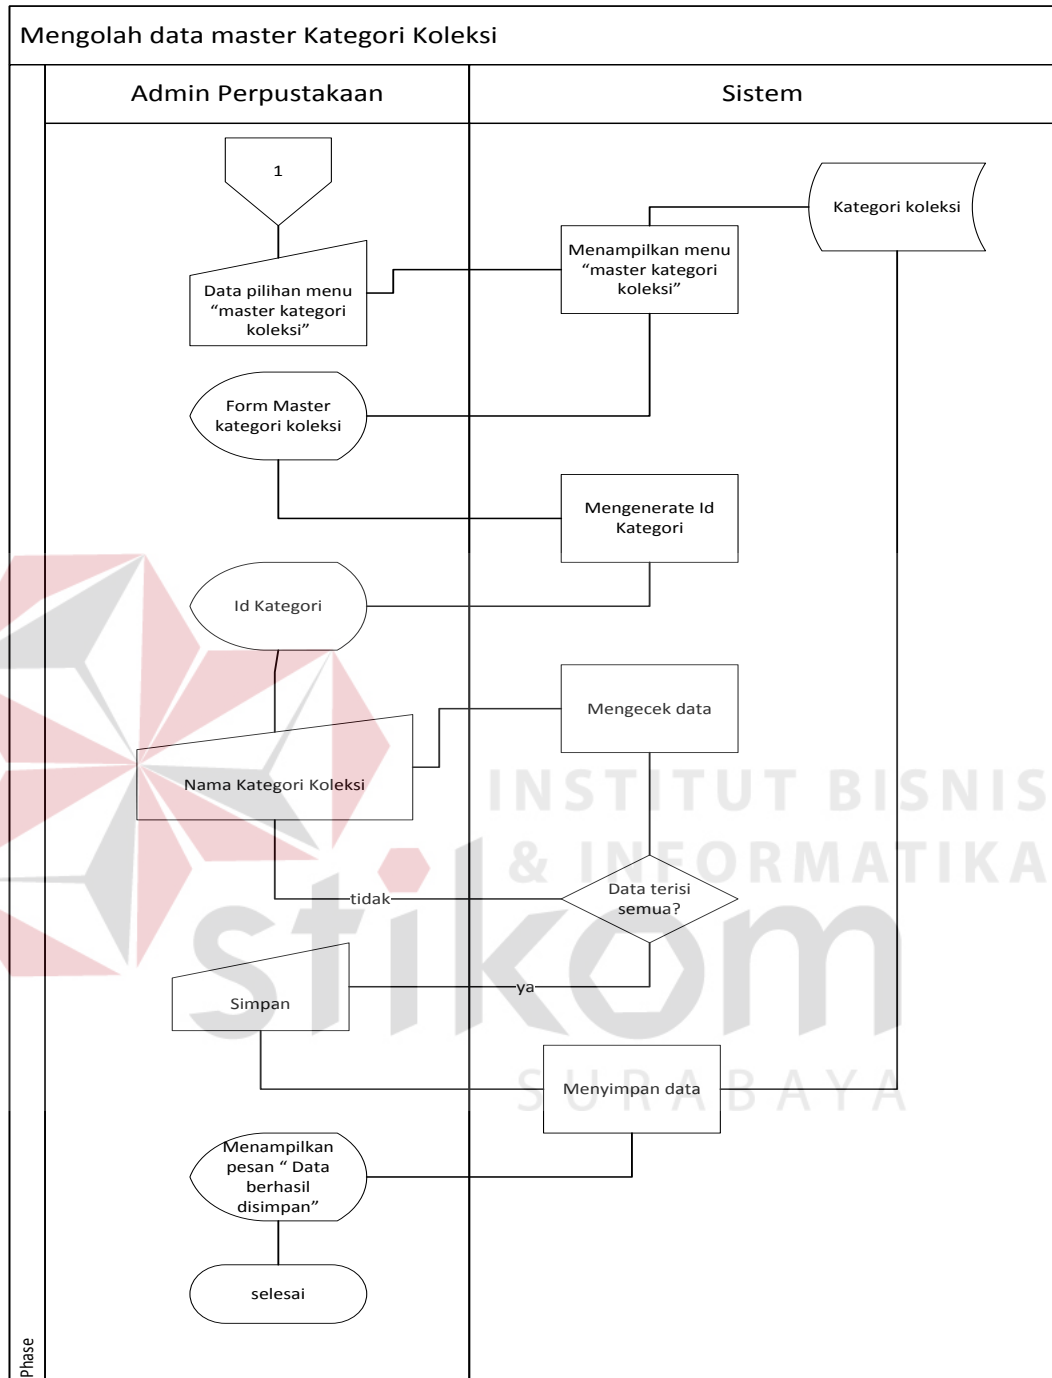 Mengolah data master Kategori Koleksi
Admin Perpustakaan
Sistem
1
Kategori koleksi
Menampilkan menu
“master kategori
koleksi”
Data pilihan menu
“master kategori
koleksi”
Form Master
kategori koleksi
Mengenerate Id
Kategori
Id Kategori
Mengecek data
Nama Kategori Koleksi
INSTITUT BISNIS
& INFORMATIKA
Data terisi
semua?
tidak
stikom
ya
Simpan
Menyimpan data
SURABAYA
Menampilkan
pesan “ Data
berhasil
disimpan”
selesai
Phase